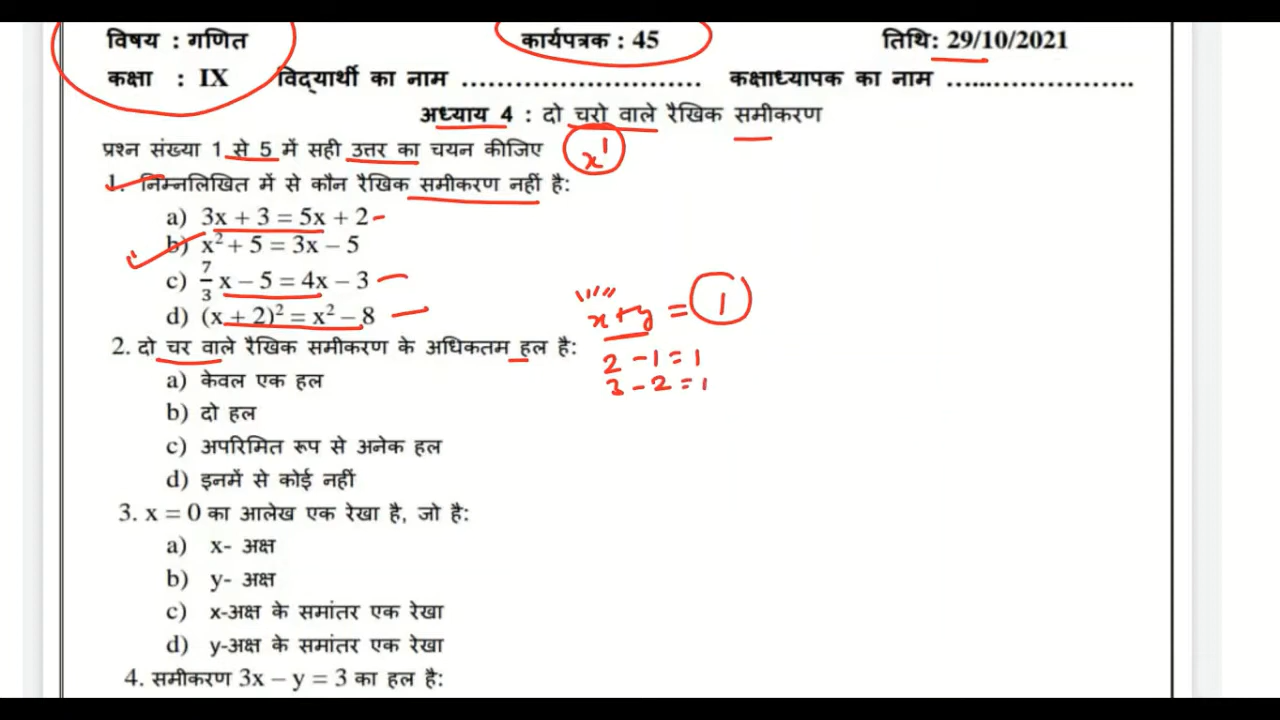 विषय : गणित कार्यपत्रक : 45 तिथि: 29/10/2021
कक्षा : IX विद्यार्थी का नाम ........................... कक्षाध्यापक का नाम ......................
अध्याय 4 : दो चरो वाले रैखिक समीकरण
प्रश्न संख्या 1 से 5 में सही उत्तर का चयन कीजिए x¹
1. निम्नलिखित में से कौन रैखिक समीकरण नहीं है:
a) 3x + 3 = 5x + 2
b) x² + 5 = 3x – 5
c) 7/3 x – 5 = 4x – 3
d) (x + 2)² = x² – 8
x + y = 1
2. दो चर वाले रैखिक समीकरण के अधिकतम हल है:
2 - 1 = 1
a) केवल एक हल
3 - 2 = 1
b) दो हल
c) अपरिमित रूप से अनेक हल
d) इनमें से कोई नहीं
3. x = 0 का आलेख एक रेखा है, जो है:
a) x- अक्ष
b) y- अक्ष
c) x-अक्ष के समांतर एक रेखा
d) y-अक्ष के समांतर एक रेखा
4. समीकरण 3x – y = 3 का हल है: